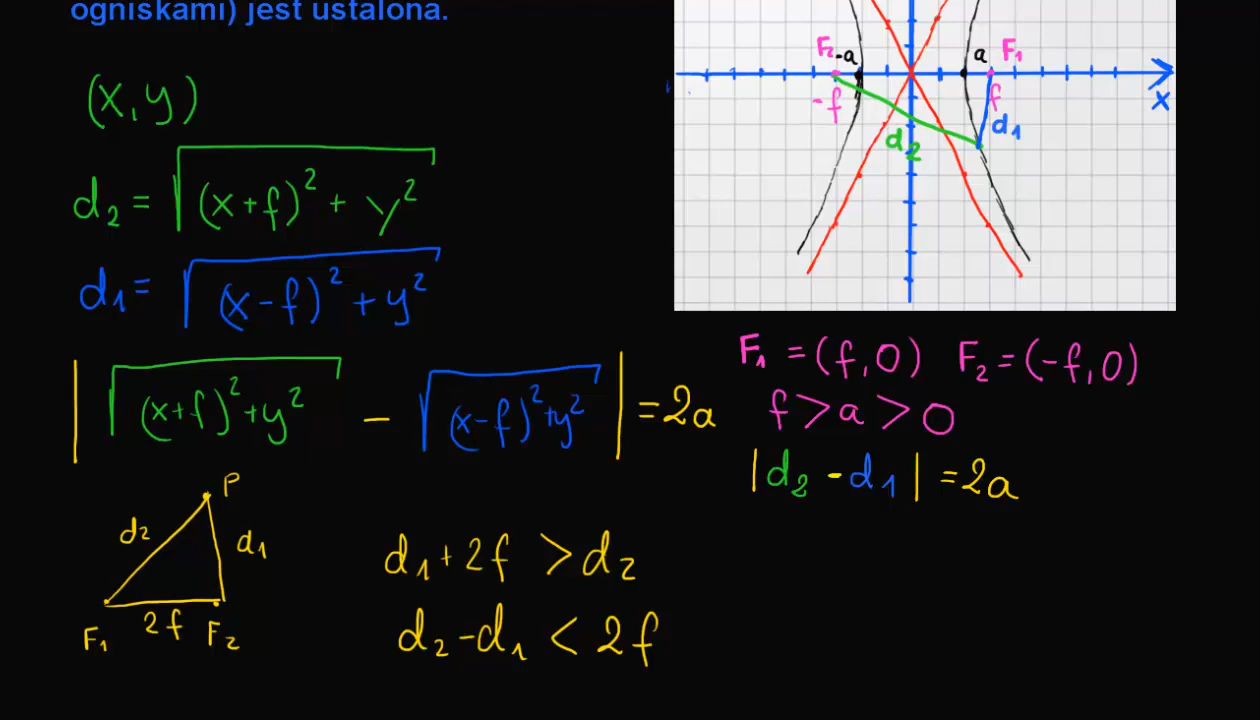 ogniskami) jest ustalona.
(x,y)
d₂ = √((x+f)² + y²)
d₁ = √((x-f)² + y²)
| √((x+f)²+y²) - √((x-f)²+y²) | = 2a
P
d₂ d₁
F₁ 2f F₂
d₁+2f > d₂
d₂-d₁ < 2f
F₂ -a a F₁
-f f x
d₂ d₁
F₁ = (f,0) F₂ = (-f,0)
f > a > 0
|d₂ - d₁| = 2a